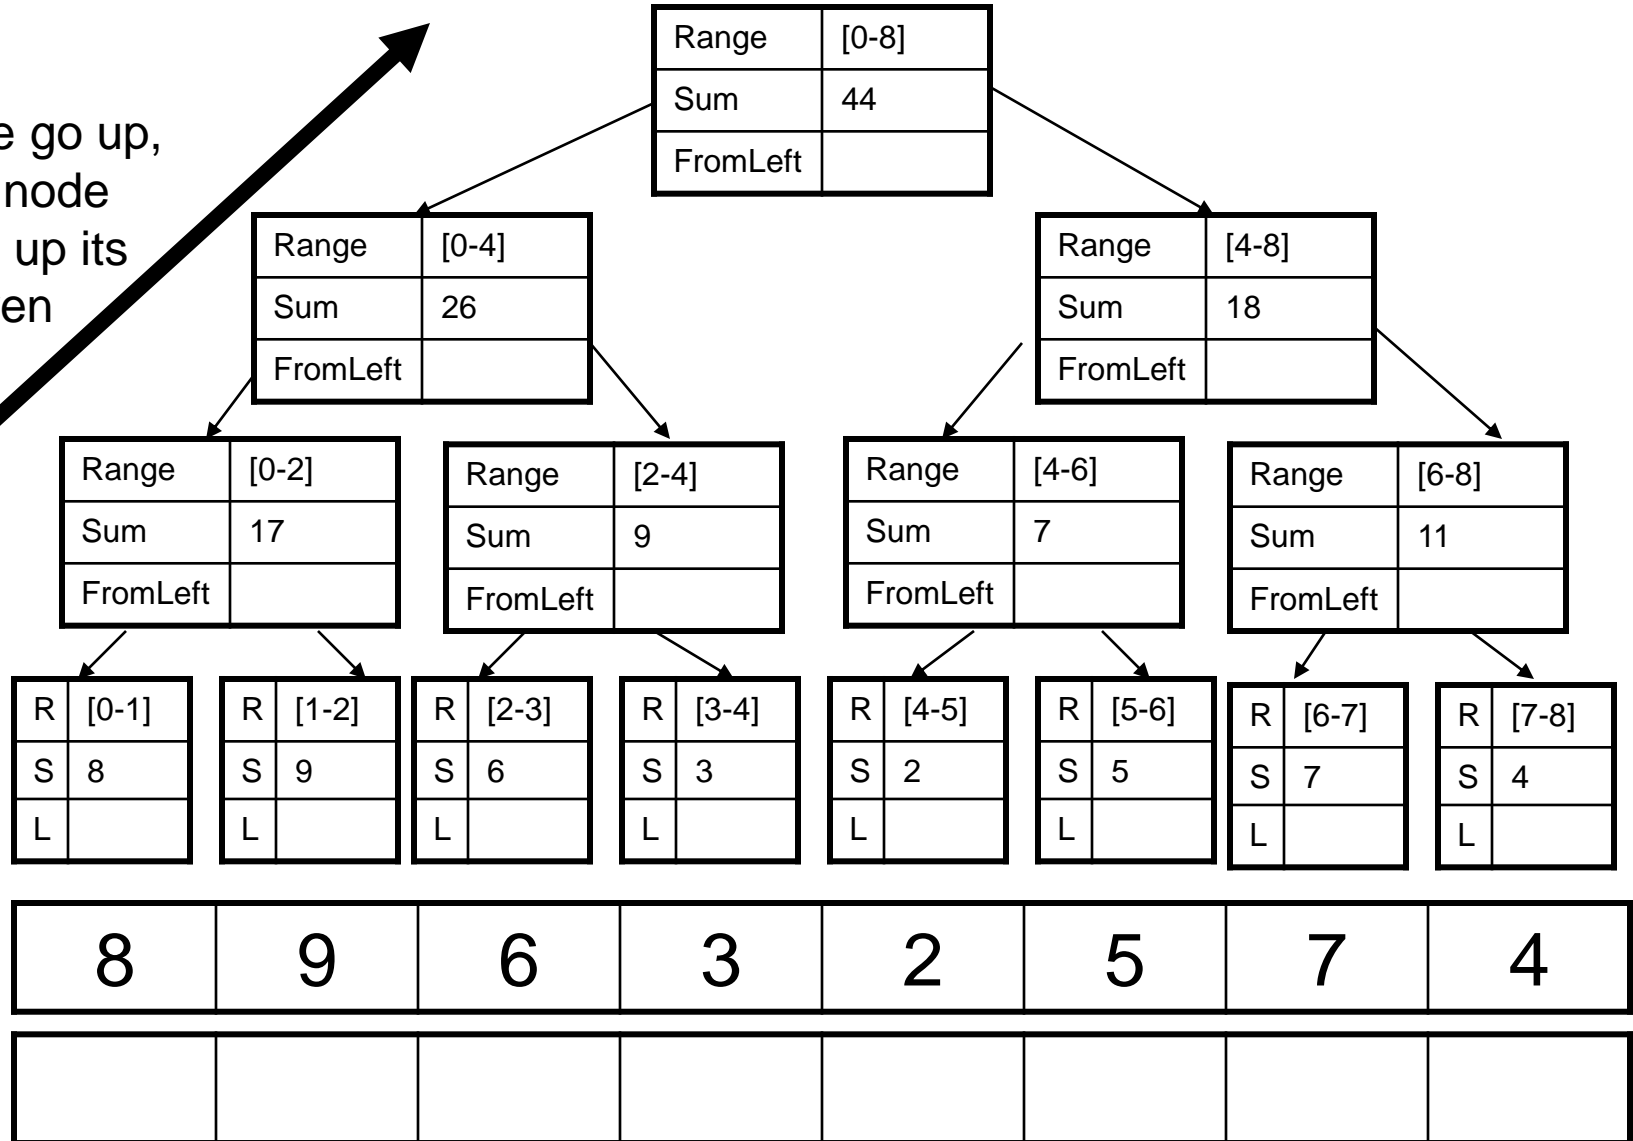 Range [0-8]
Sum 44
FromLeft
e go up,
node
up its
en
Range [0-4]
Sum 26
FromLeft
Range [4-8]
Sum 18
FromLeft
Range [0-2]
Sum 17
FromLeft
Range [2-4]
Sum 9
FromLeft
Range [4-6]
Sum 7
FromLeft
Range [6-8]
Sum 11
FromLeft
R [0-1]
S 8
L
R [1-2]
S 9
L
R [2-3]
S 6
L
R [3-4]
S 3
L
R [4-5]
S 2
L
R [5-6]
S 5
L
R [6-7]
S 7
L
R [7-8]
S 4
L
8 9 6 3 2 5 7 4